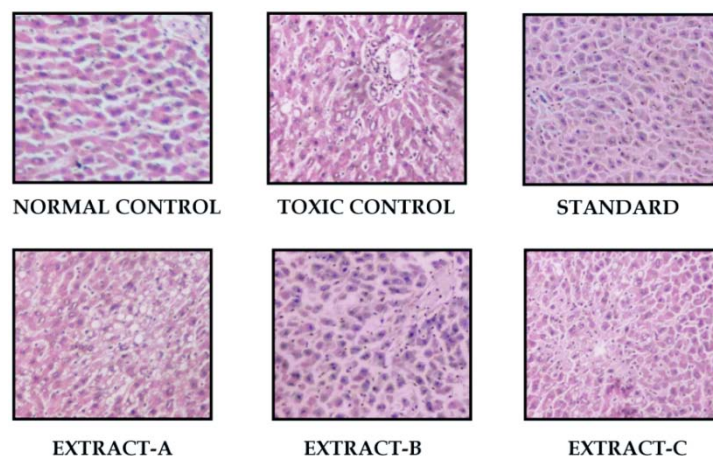 NORMAL CONTROL
TOXIC CONTROL
STANDARD
EXTRACT-A
EXTRACT-B
EXTRACT-C